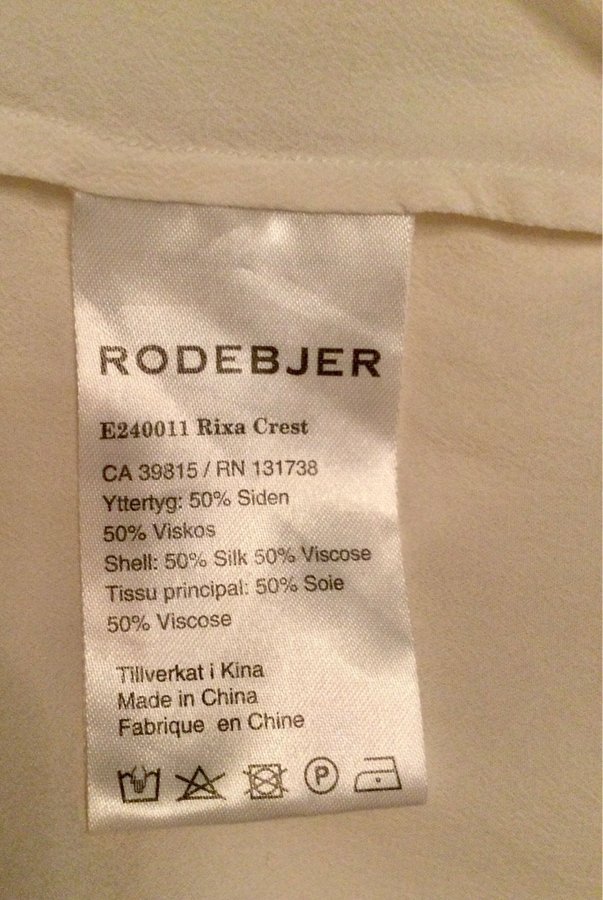 RODEBJER
E240011 Rixa Crest
CA 39815 / RN 131738
Yttertyg: 50% Siden
50% Viskos
Shell: 50% Silk 50% Viscose
Tissu principal: 50% Soie
50% Viscose
Tillverkat i Kina
Made in China
Fabrique en Chine
P